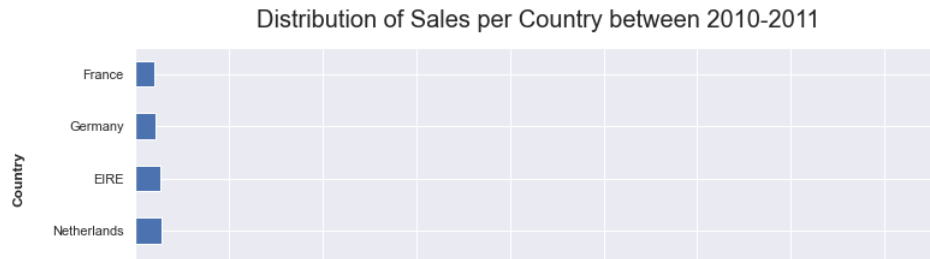 Distribution of Sales per Country between 2010-2011
France
Germany
EIRE
Country
Netherlands